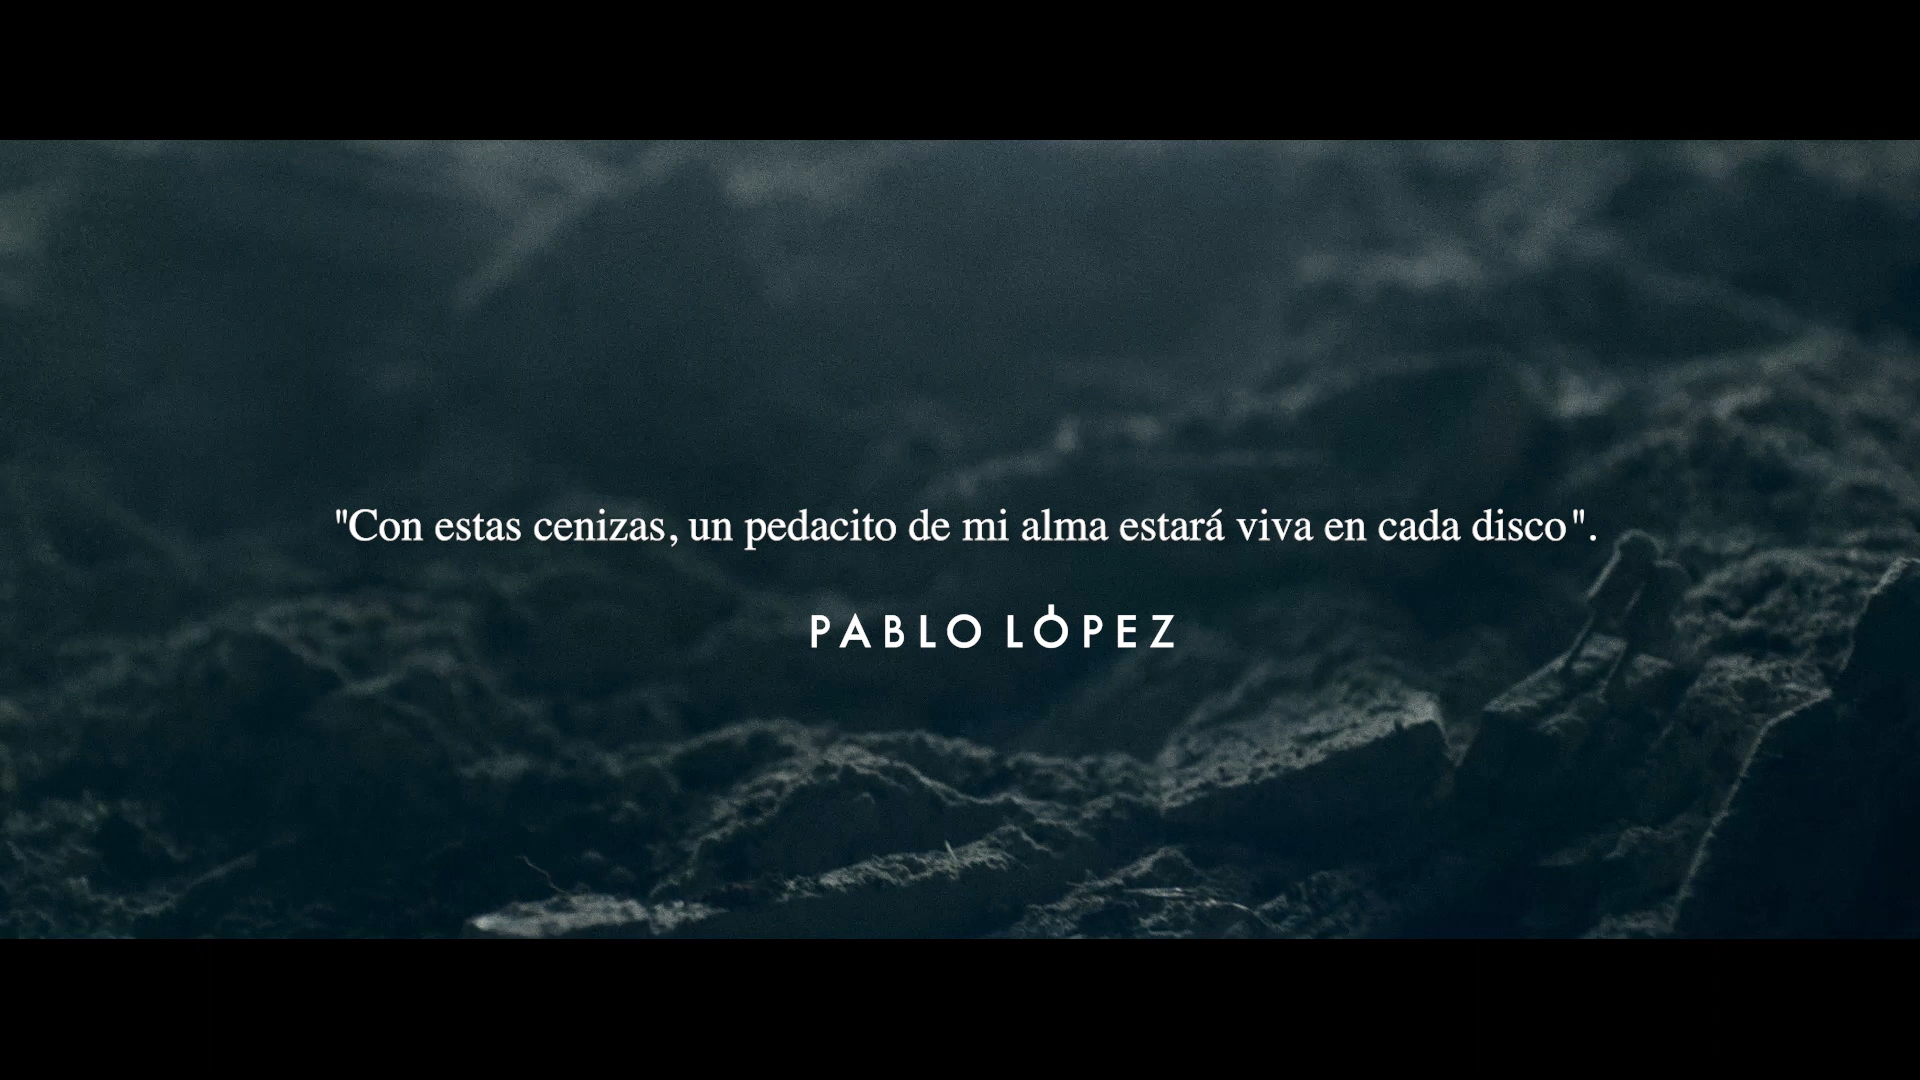 "Con estas cenizas, un pedacito de mi alma estará viva en cada disco".
PABLO LÓPEZ